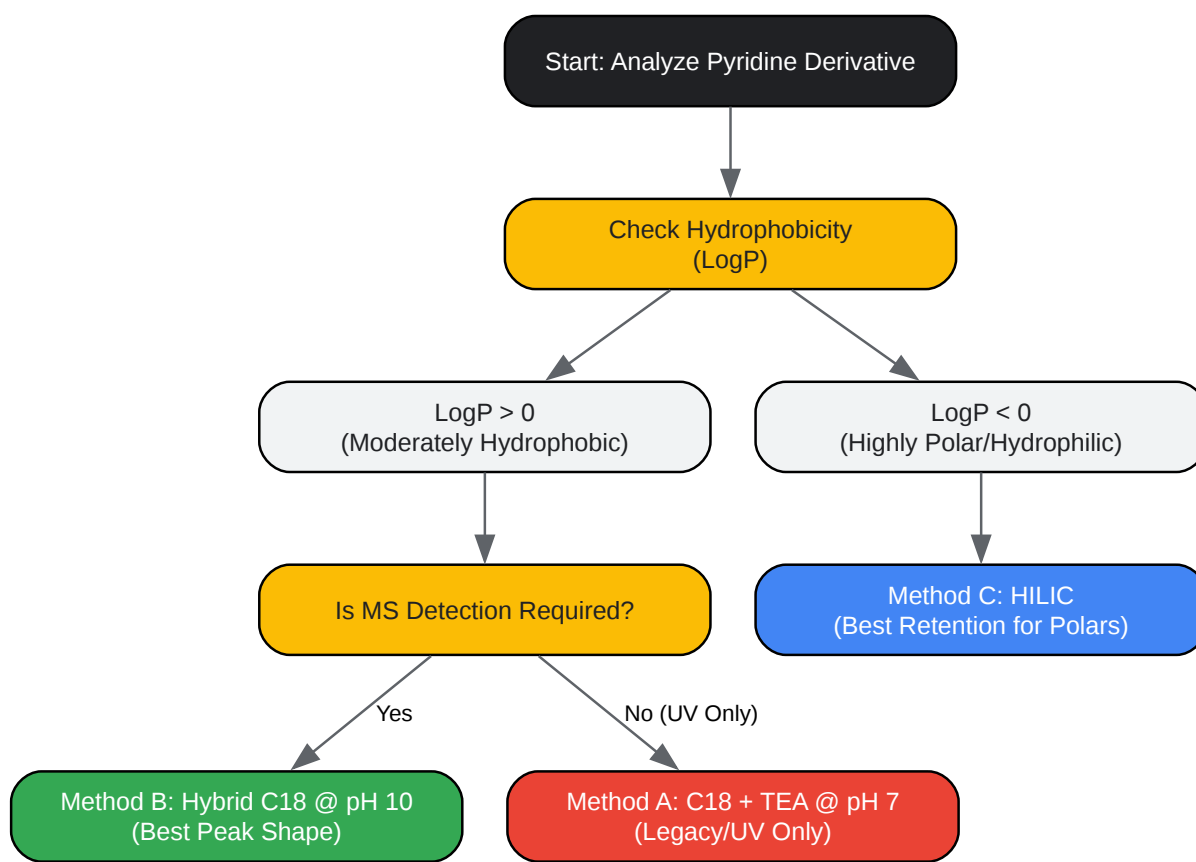 Start: Analyze Pyridine Derivative
Check Hydrophobicity
(LogP)
LogP > 0
(Moderately Hydrophobic)
LogP < 0
(Highly Polar/Hydrophilic)
Is MS Detection Required?
Method C: HILIC
(Best Retention for Polars)
Yes
No (UV Only)
Method B: Hybrid C18 @ pH 10
(Best Peak Shape)
Method A: C18 + TEA @ pH 7
(Legacy/UV Only)